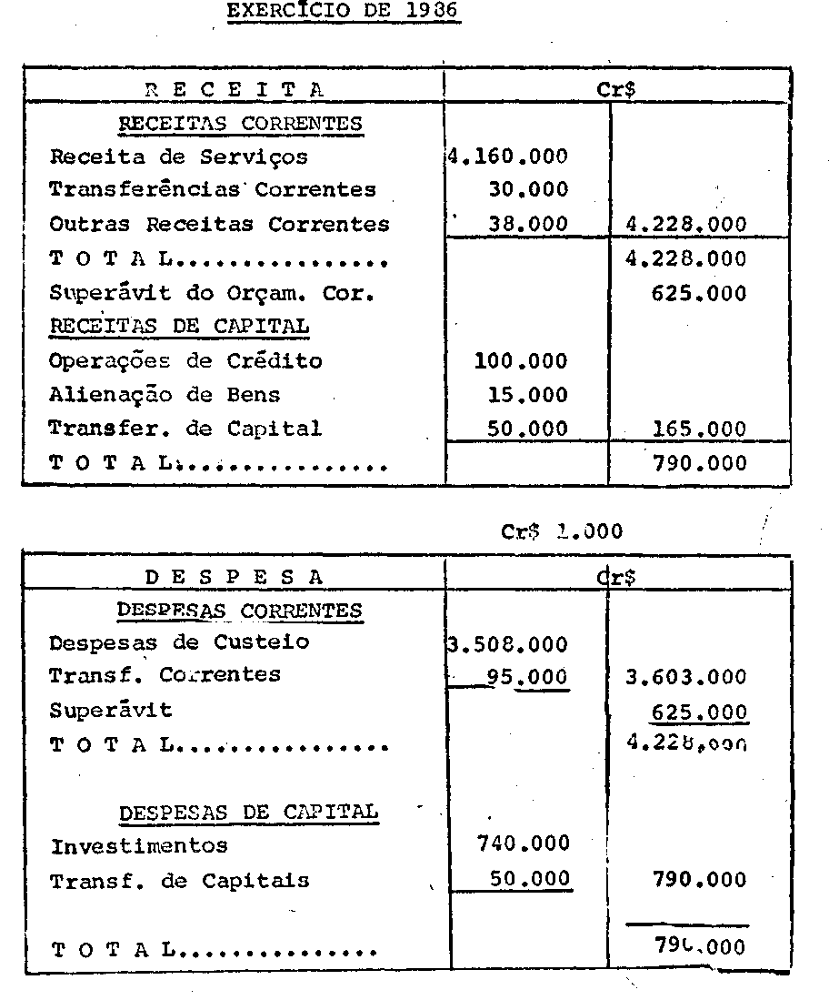 EXERCÍCIO DE 1986
R E C E I T A Cr$
RECEITAS CORRENTES
Receita de Serviços 4.160.000
Transferências Correntes 30.000
Outras Receitas Correntes 38.000 4.228.000
T O T A L................ 4.228.000
Superávit do Orçam. Cor. 625.000
RECEITAS DE CAPITAL
Operações de Crédito 100.000
Alienação de Bens 15.000
Transfer. de Capital 50.000 165.000
T O T A L................ 790.000
Cr$ 1.000
D E S P E S A Cr$
DESPESAS CORRENTES
Despesas de Custeio 3.508.000
Transf. Correntes 95.000 3.603.000
Superávit 625.000
T O T A L................ 4.228.000
DESPESAS DE CAPITAL
Investimentos 740.000
Transf. de Capitais 50.000 790.000
T O T A L............... 790.000